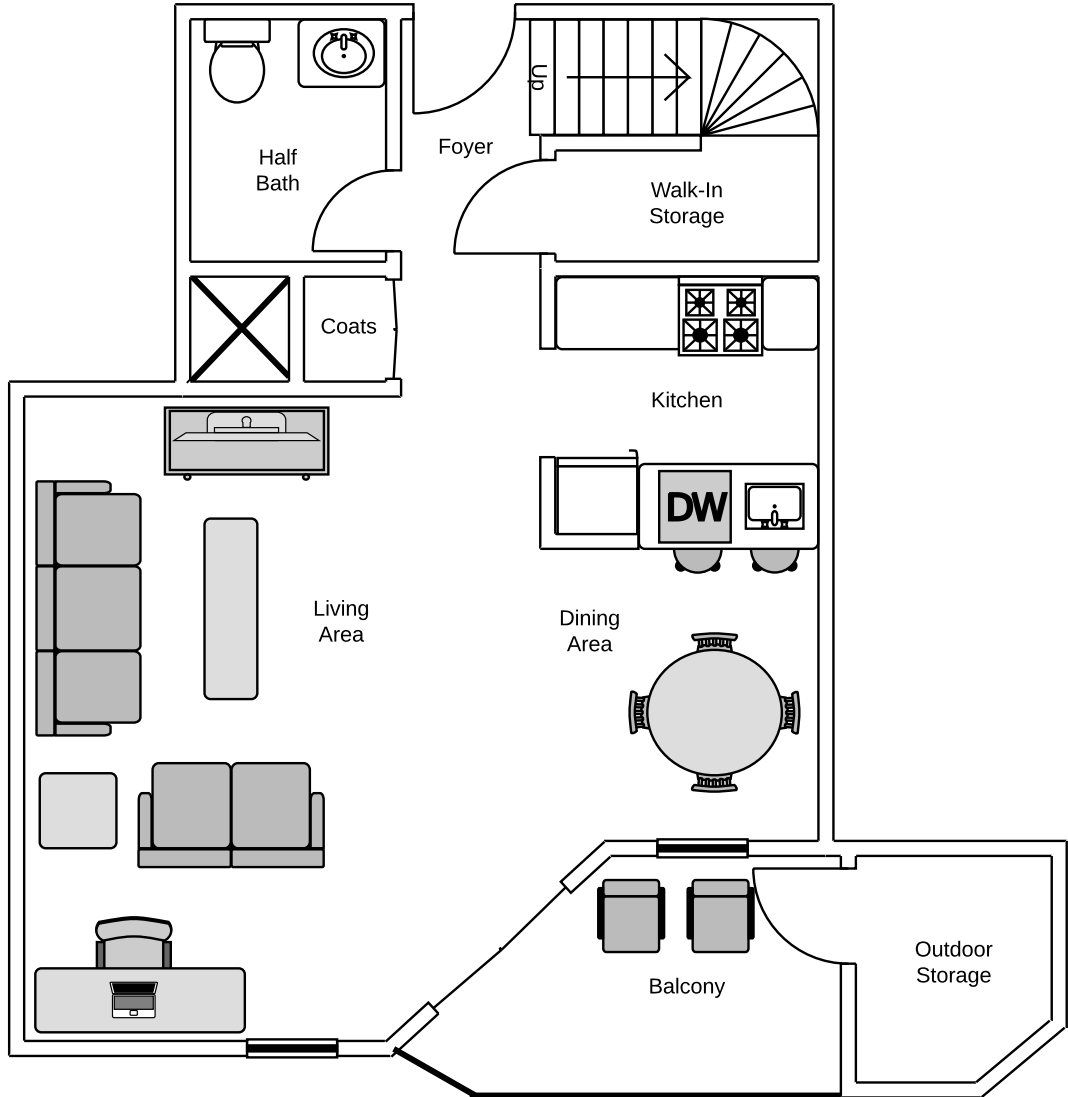 Up
Foyer
Half
Bath
Walk-In
Storage
Coats
Kitchen
DW
Living
Area
Dining
Area
Outdoor
Storage
Balcony